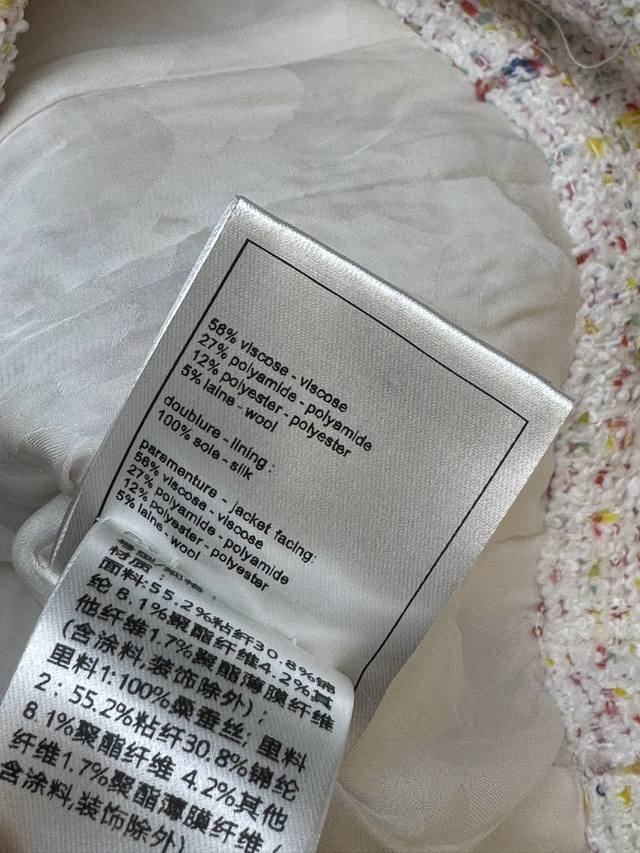 58% viscose - viscose
27% polyamide - polyamide
12% polyester - polyester
5% laine - wool
doublure - lining :
100% soie - silk
parementure - jacket facing:
58% viscose - viscose
27% polyamide - polyamide
12% polyester - polyester
5% laine - wool
材质:
面料:55.2%粘纤30.8%锦
纶 8.1%聚酯纤维4.2%其
他纤维1.7%聚酯薄膜纤维
(含涂料,装饰除外) ;
里料1:100%桑蚕丝; 里料
2 : 55.2%粘纤30.8%锦纶
8.1%聚酯纤维 4.2%其他
纤维1.7%聚酯薄膜纤维 (
含涂料,装饰除外)